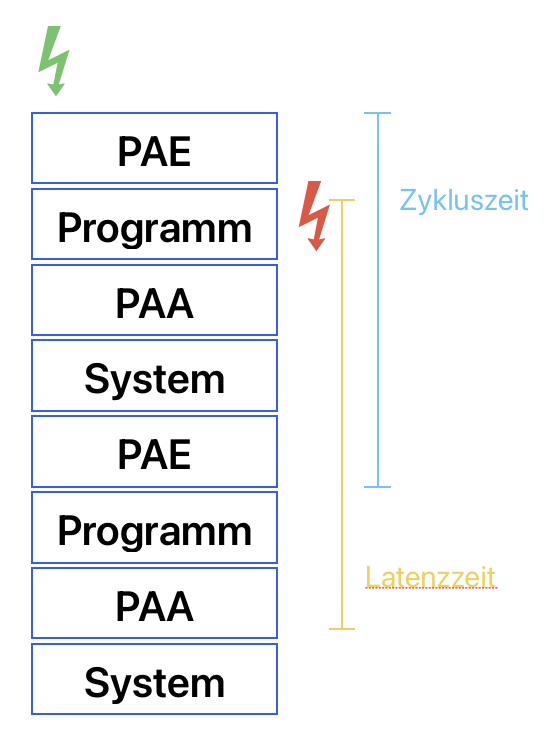 PAE
Programm
Zykluszeit
PAA
System
PAE
Programm
Latenzzeit
PAA
System